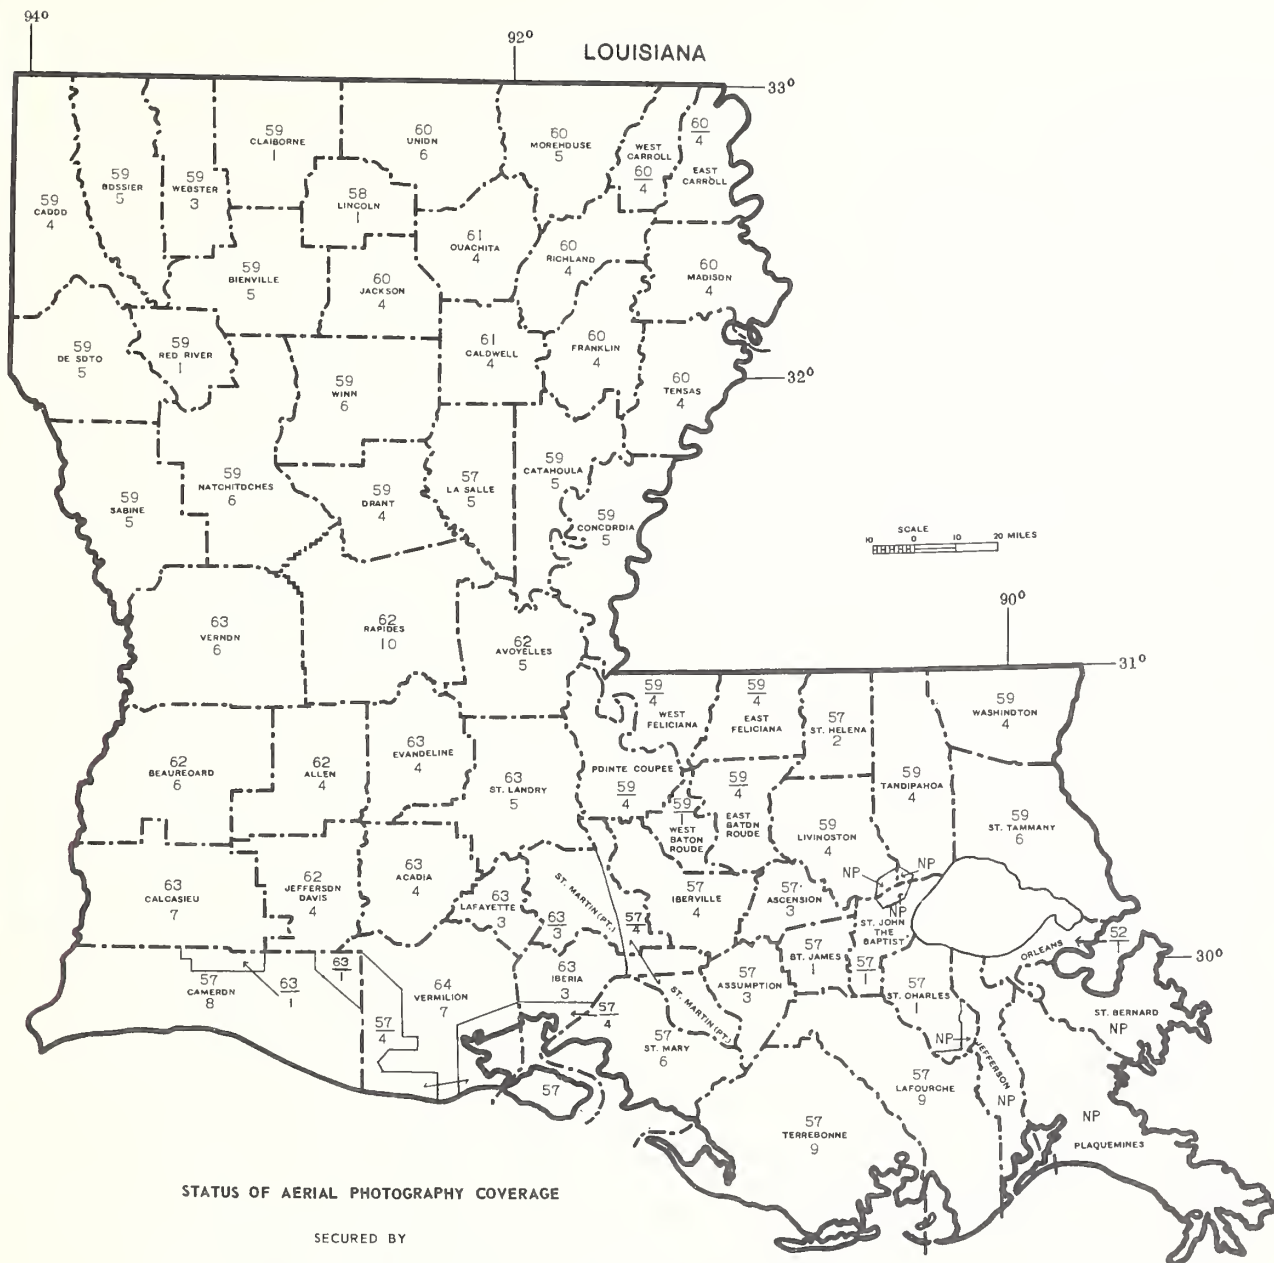 94°
92°
LOUISIANA
33°
59
CADDO
4
59
BOSSIER
5
59
WEBSTER
3
59
CLAIBORNE
1
60
UNION
6
60
MOREHOUSE
5
WEST
CARROLL
60
4
60
4
EAST
CARROLL
58
LINCOLN
1
61
OUACHITA
4
60
RICHLAND
4
60
MADISON
4
59
BIENVILLE
5
60
JACKSON
4
59
DE SOTO
5
59
RED RIVER
1
61
CALDWELL
4
60
FRANKLIN
4
60
TENSAS
4
32°
59
WINN
6
59
SABINE
5
59
NATCHITOCHES
6
59
DRANT
4
57
LA SALLE
5
59
CATAHOULA
5
59
CONCORDIA
5
SCALE
10 0 10 20 MILES
90°
63
VERNON
6
62
RAPIDES
10
62
AVOYELLES
5
31°
59
4
WEST
FELICIANA
59
4
EAST
FELICIANA
57
ST. HELENA
2
59
TANDIPAHOA
4
59
WASHINGTON
4
62
BEAUREOARD
6
62
ALLEN
4
63
EVANDELINE
4
63
ST. LANDRY
5
POINTE COUPEE
59
4
59
1
WEST
BATON
ROUDE
59
4
EAST
BATON
ROUDE
59
LIVINOSTON
4
59
ST. TAMMANY
6
63
CALCASIEU
7
62
JEFFERSON
DAVIS
4
63
ACADIA
4
63
LAFAYETTE
3
ST. MARTIN (PT.)
63
3
57
4
57
IBERVILLE
4
57
ASCENSION
3
NP
NP
NP
ST. JOHN
THE
BAPTIST
57
1
57
ST. JAMES
1
57
ST. CHARLES
1
ORLEANS
52
1
30°
57
CAMERON
8
63
1
63
1
57
4
64
VERMILION
7
63
IBERIA
3
57
4
57
ST. MARTIN (PT.)
57
ST. MARY
6
57
ASSUMPTION
3
ST. BERNARD
NP
NP
JEFFERSON
NP
57
LAFOURCHE
9
57
TERREBONNE
9
NP
PLAQUEMINES
STATUS OF AERIAL PHOTOGRAPHY COVERAGE
SECURED BY